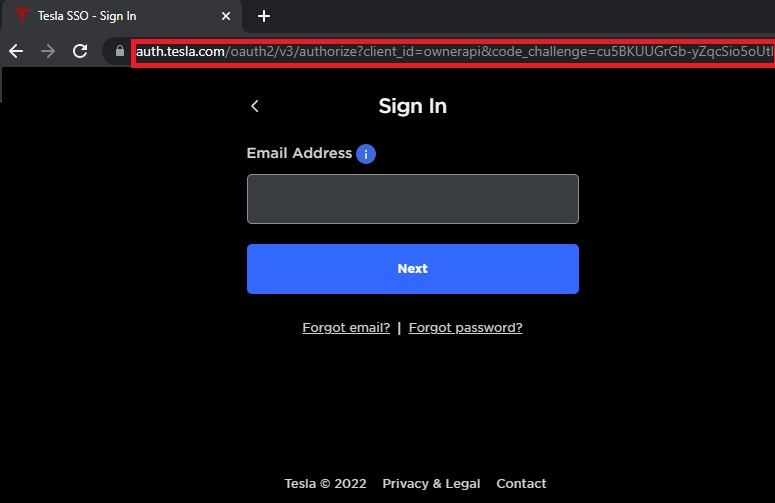 Tesla SSO - Sign In
auth.tesla.com/oauth2/v3/authorize?client_id=ownerapi&code_challenge=cu5BKUUGrGb-yZqcSio5oUtI
Sign In
Email Address i
Next
Forgot email? | Forgot password?
Tesla © 2022 Privacy & Legal Contact